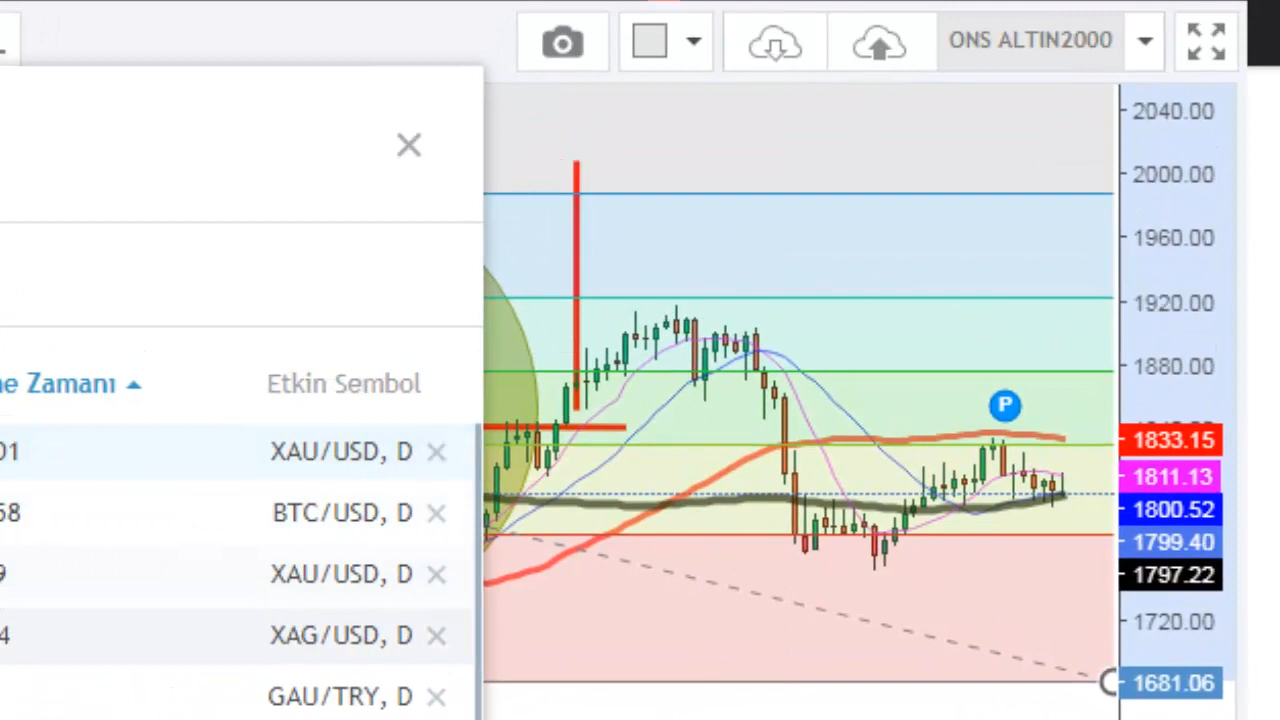 ONS ALTIN2000
ne Zamanı
Etkin Sembol
01
XAU/USD, D
58
BTC/USD, D
9
XAU/USD, D
4
XAG/USD, D
GAU/TRY, D
P
2040.00
2000.00
1960.00
1920.00
1880.00
1833.15
1811.13
1800.52
1799.40
1797.22
1720.00
1681.06